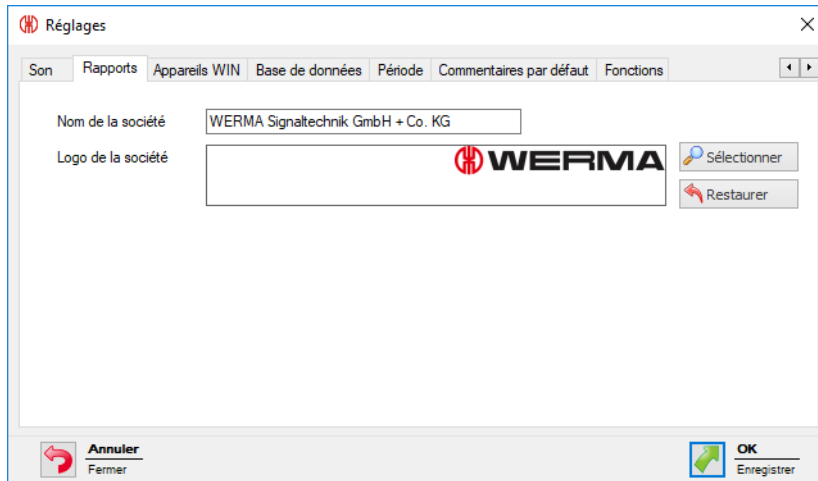 Réglages
Son Rapports Appareils WIN Base de données Période Commentaires par défaut Fonctions
Nom de la société WERMA Signaltechnik GmbH + Co. KG
Logo de la société WERMA Sélectionner
Restaurer
Annuler OK
Fermer Enregistrer